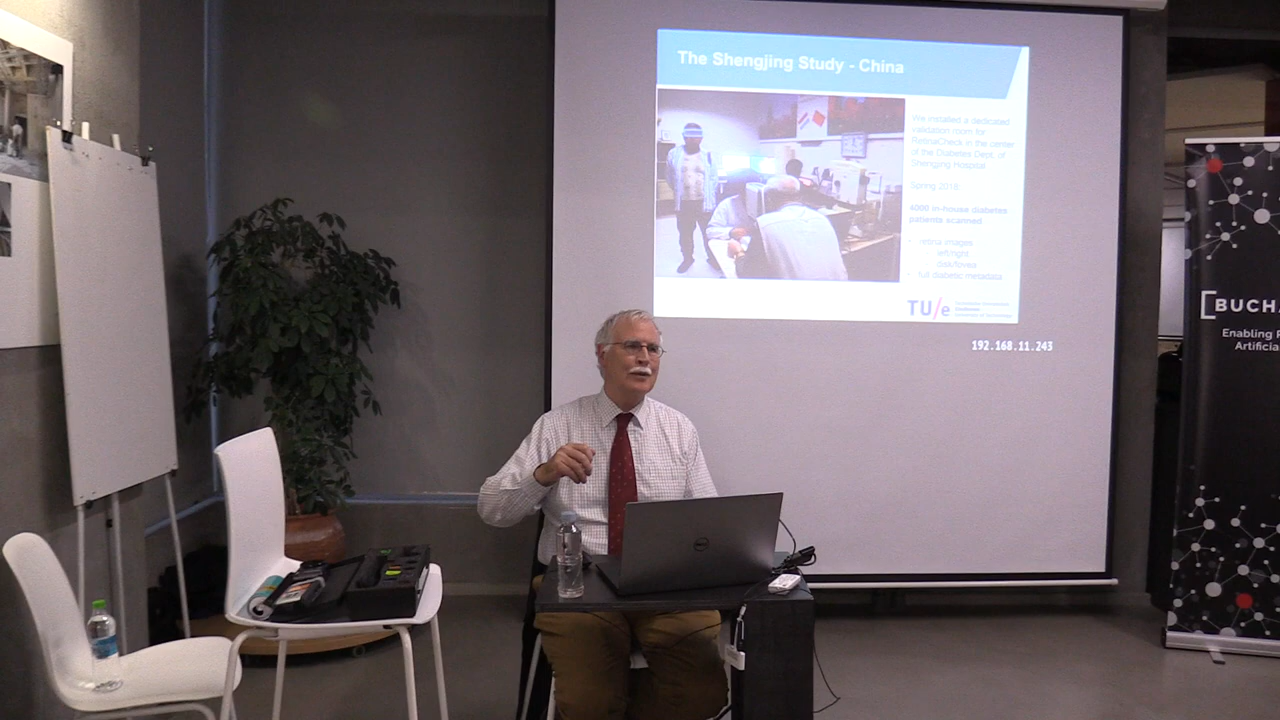 The Shengjing Study - China
We installed a dedicated
validation room for
RetinaCheck in the center
of the Diabetes Dept. of
Shengjing Hospital
Spring 2018:
4000 in-house diabetes
patients scanned
• retina images
left/right
disk/fovea
• full diabetic metadata
TU/e
192.168.11.243
[BUCHA
Enabling
Artificia
DELL